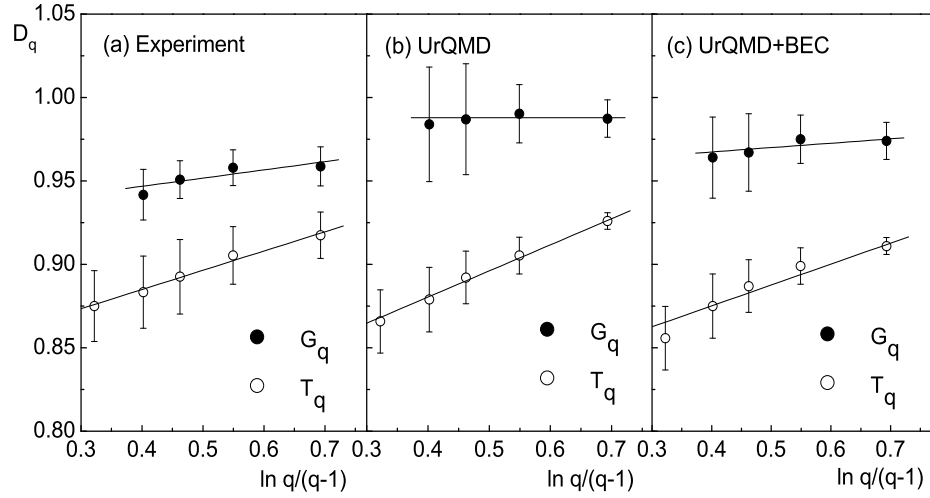 1.05
D_q
(a) Experiment
(b) UrQMD
(c) UrQMD+BEC
1.00
0.95
0.90
0.85
G_q
G_q
G_q
T_q
T_q
T_q
0.80
0.3 0.4 0.5 0.6 0.7 0.3 0.4 0.5 0.6 0.7 0.3 0.4 0.5 0.6 0.7
ln q/(q-1) ln q/(q-1) ln q/(q-1)